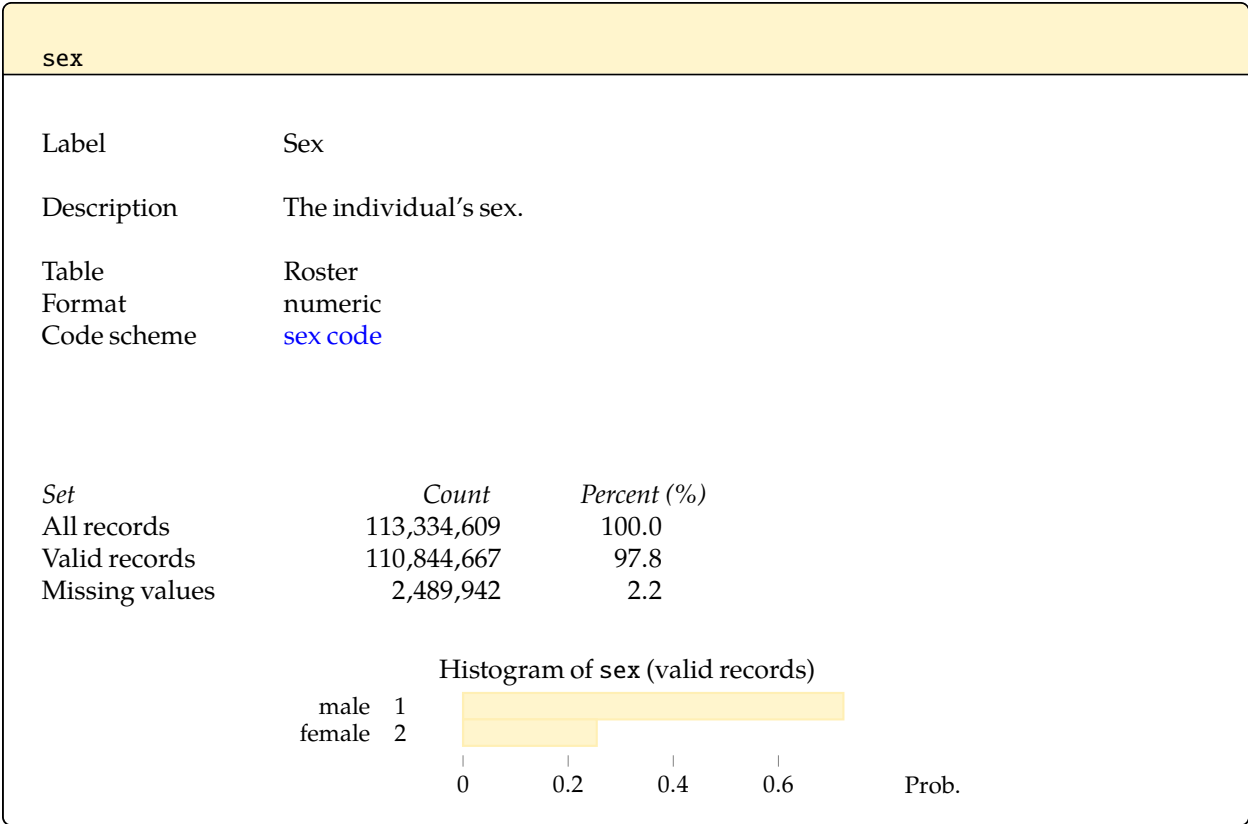 sex
Label Sex
Description The individual's sex.
Table Roster
Format numeric
Code scheme sex code
Set Count Percent (%)
All records 113,334,609 100.0
Valid records 110,844,667 97.8
Missing values 2,489,942 2.2
Histogram of sex (valid records)
male 1
female 2
0 0.2 0.4 0.6 Prob.